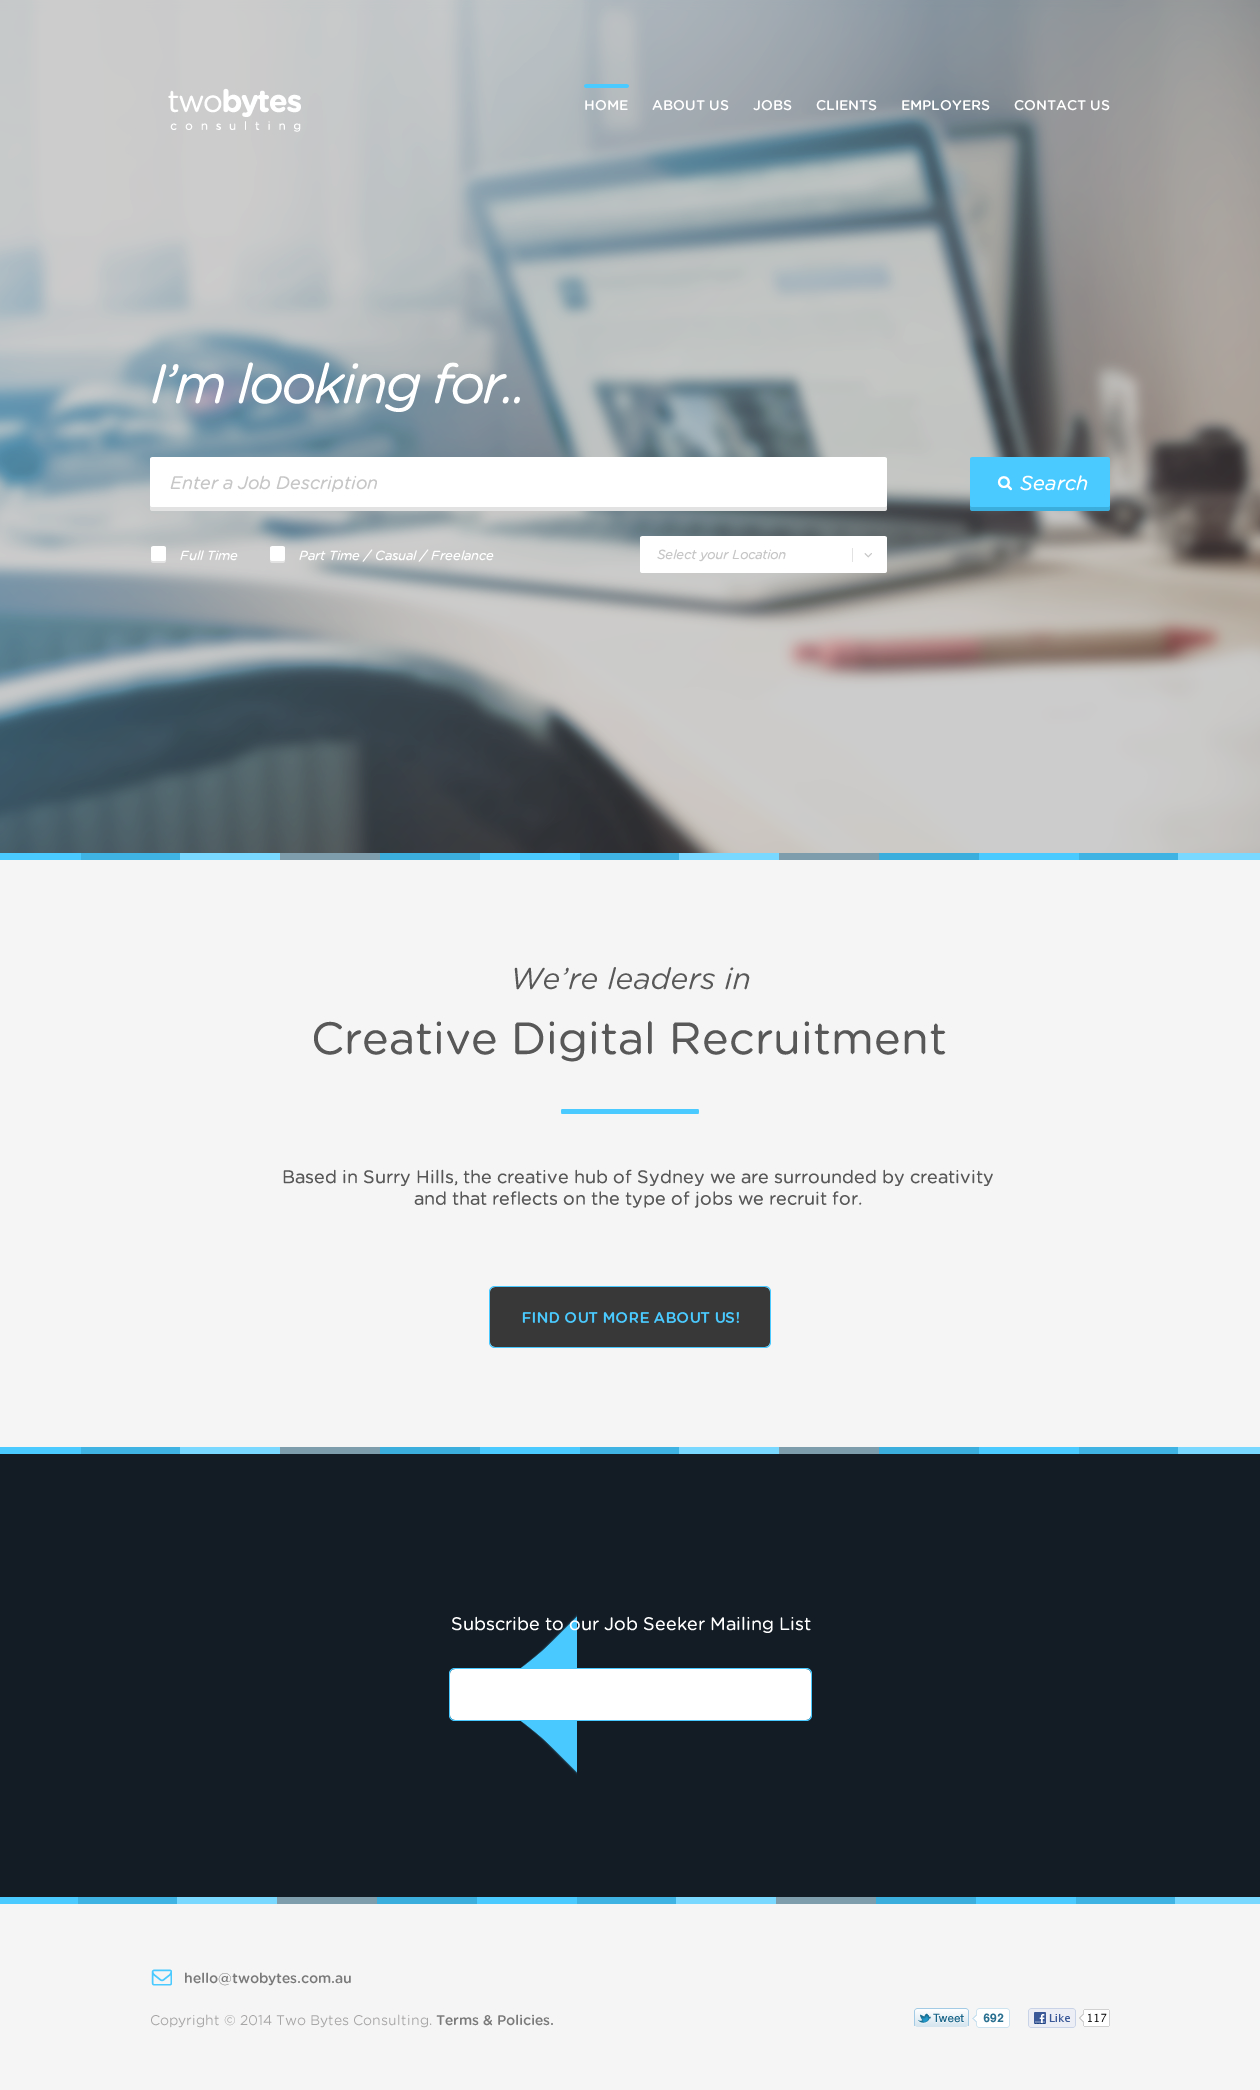 twobytes
consulting
HOME ABOUT US JOBS CLIENTS EMPLOYERS CONTACT US
I'm looking for..
Enter a Job Description
Search
Full Time
Part Time / Casual / Freelance
Select your Location
We're leaders in
Creative Digital Recruitment
Based in Surry Hills, the creative hub of Sydney we are surrounded by creativity
and that reflects on the type of jobs we recruit for.
FIND OUT MORE ABOUT US!
Subscribe to our Job Seeker Mailing List
hello@twobytes.com.au
Copyright © 2014 Two Bytes Consulting. Terms & Policies.
Tweet 692 Like 117